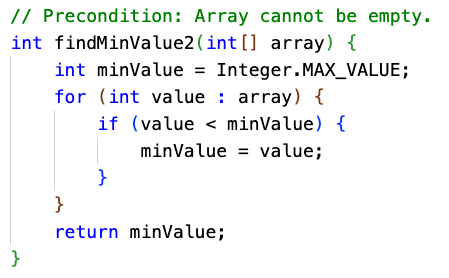 // Precondition: Array cannot be empty.
int findMinValue2(int[] array) {
    int minValue = Integer.MAX_VALUE;
    for (int value : array) {
        if (value < minValue) {
            minValue = value;
        }
    }
    return minValue;
}